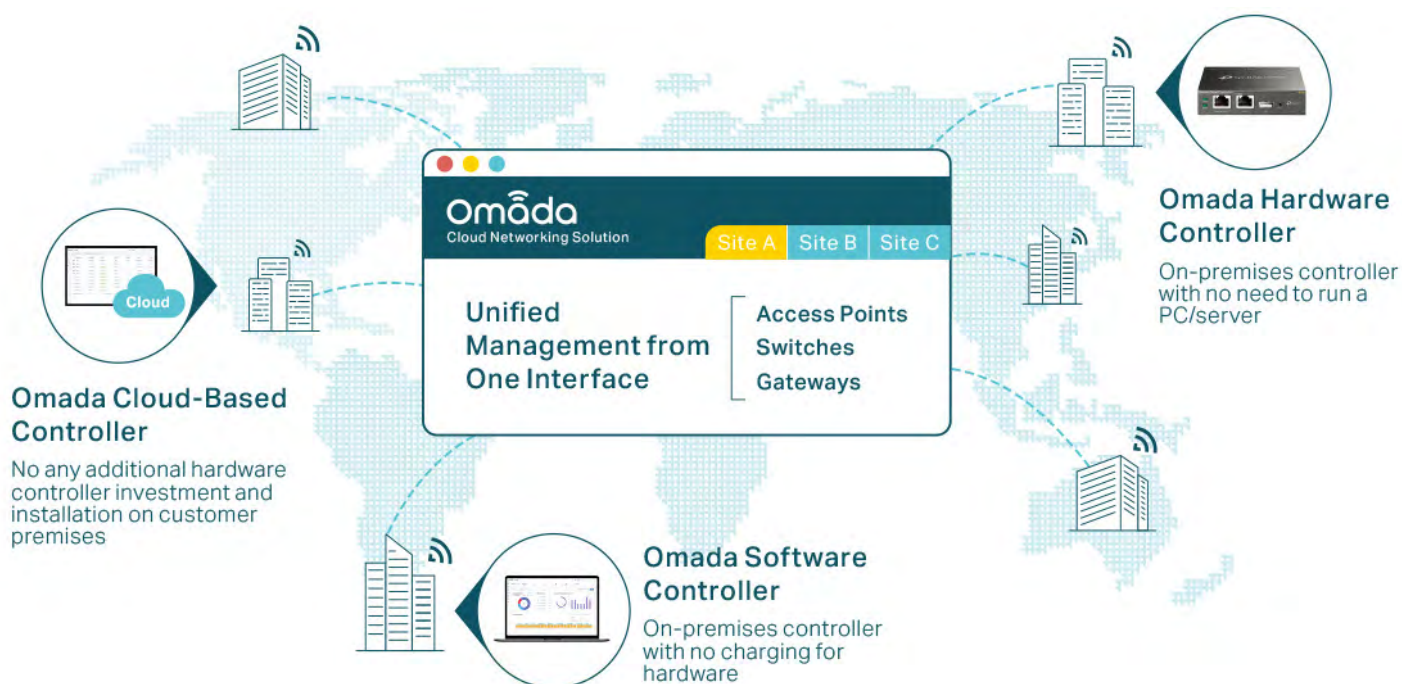 Omada
Cloud Networking Solution
Site A
Site B
Site C
Unified
Management from
One Interface
Access Points
Switches
Gateways
Omada Hardware
Controller
On-premises controller
with no need to run a
PC/server
Cloud
Omada Cloud-Based
Controller
No any additional hardware
controller investment and
installation on customer
premises
Omada Software
Controller
On-premises controller
with no charging for
hardware